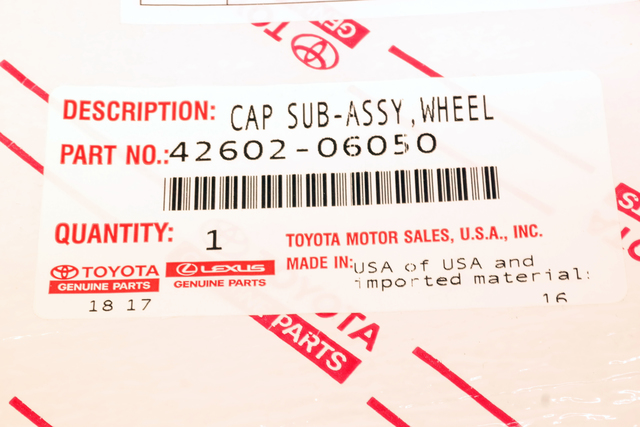 DESCRIPTION: CAP SUB-ASSY,WHEEL
PART NO.: 42602-06050
QUANTITY: 1
TOYOTA MOTOR SALES, U.S.A., INC.
MADE IN: USA of USA and
imported materials
TOYOTA
GENUINE PARTS
LEXUS
GENUINE PARTS
18 17
16
TOYOTA
PARTS